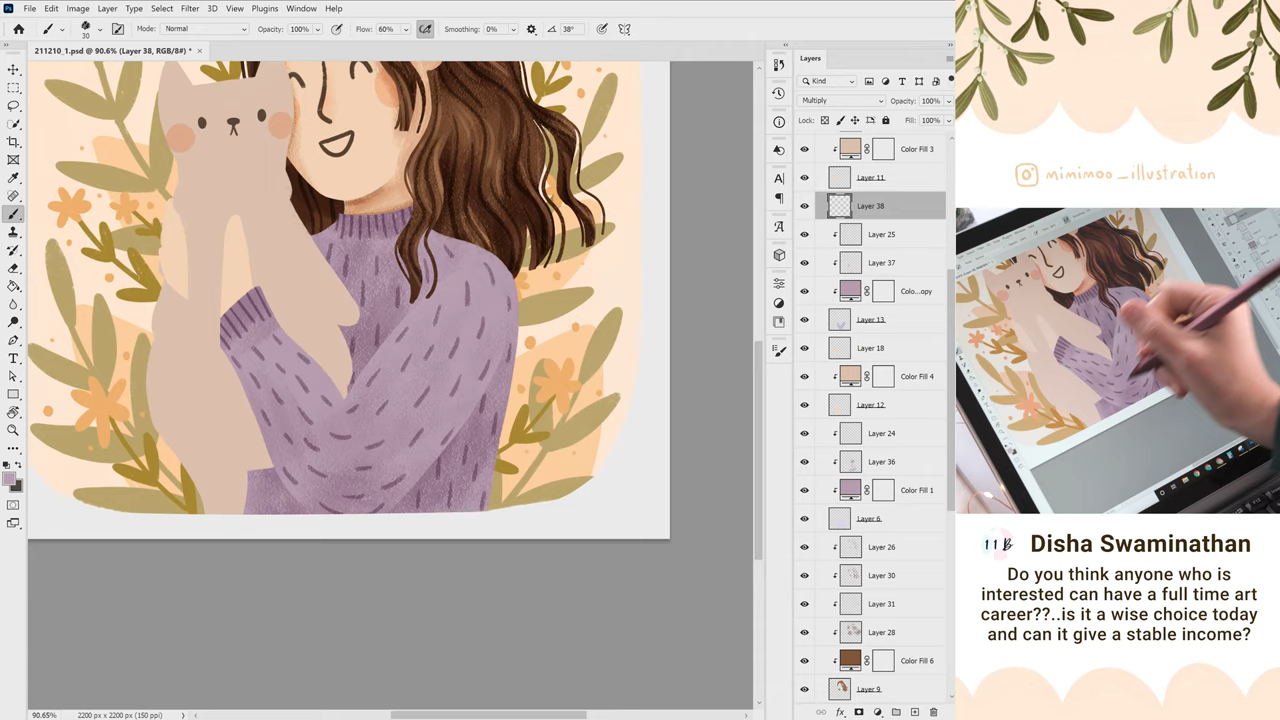 File Edit Image Layer Type Select Filter 3D View Plugins Window Help
30 Mode: Normal Opacity: 100% Flow: 60% Smoothing: 0% 38°
211210_1.psd @ 90.6% (Layer 38, RGB/8#) * ×
Layers
Kind
Multiply Opacity: 100%
Lock: Fill: 100%
Color Fill 3
Layer 11
Layer 38
Layer 25
Layer 37
Colo...opy
Layer 13
Layer 18
Color Fill 4
Layer 12
Layer 24
Layer 36
Color Fill 1
Layer 6
Layer 26
Layer 30
Layer 31
Layer 28
Color Fill 6
Layer 9
90.65% 2200 px x 2200 px (150 ppi)
mimimoo_illustration
11B Disha Swaminathan
Do you think anyone who is
interested can have a full time art
career??..is it a wise choice today
and can it give a stable income?